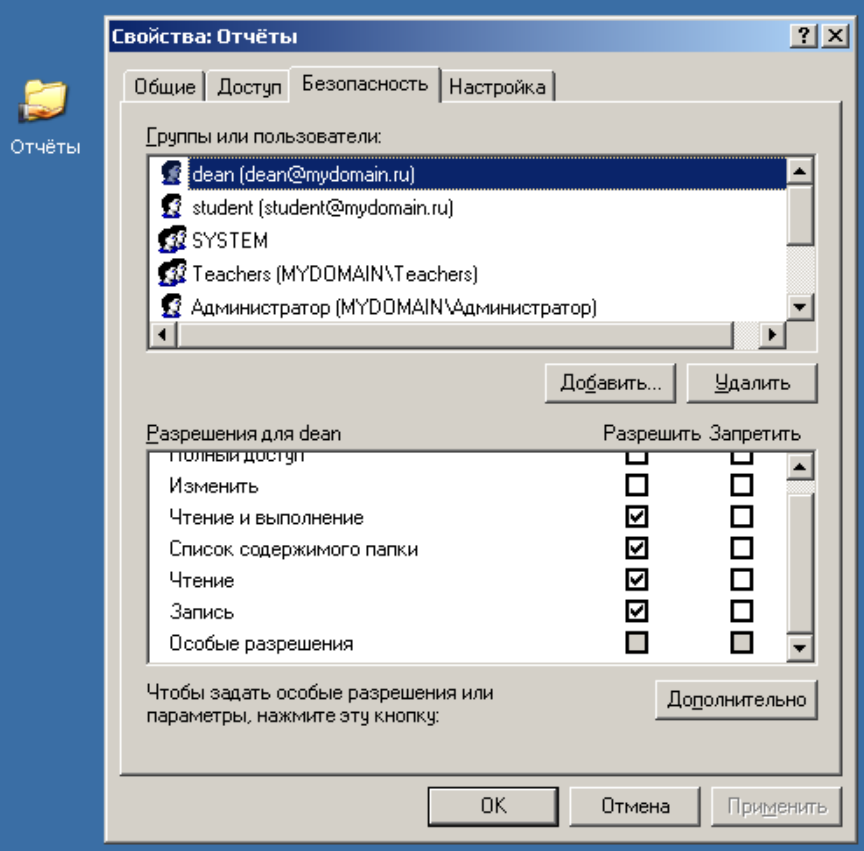 Свойства: Отчёты
Отчёты
Общие Доступ Безопасность Настройка
Группы или пользователи:
dean (dean@mydomain.ru)
student (student@mydomain.ru)
SYSTEM
Teachers (MYDOMAIN\Teachers)
Администратор (MYDOMAIN\Администратор)
Добавить... Удалить
Разрешения для dean Разрешить Запретить
Полный доступ
Изменить
Чтение и выполнение
Список содержимого папки
Чтение
Запись
Особые разрешения
Чтобы задать особые разрешения или
параметры, нажмите эту кнопку:
Дополнительно
OK Отмена Применить